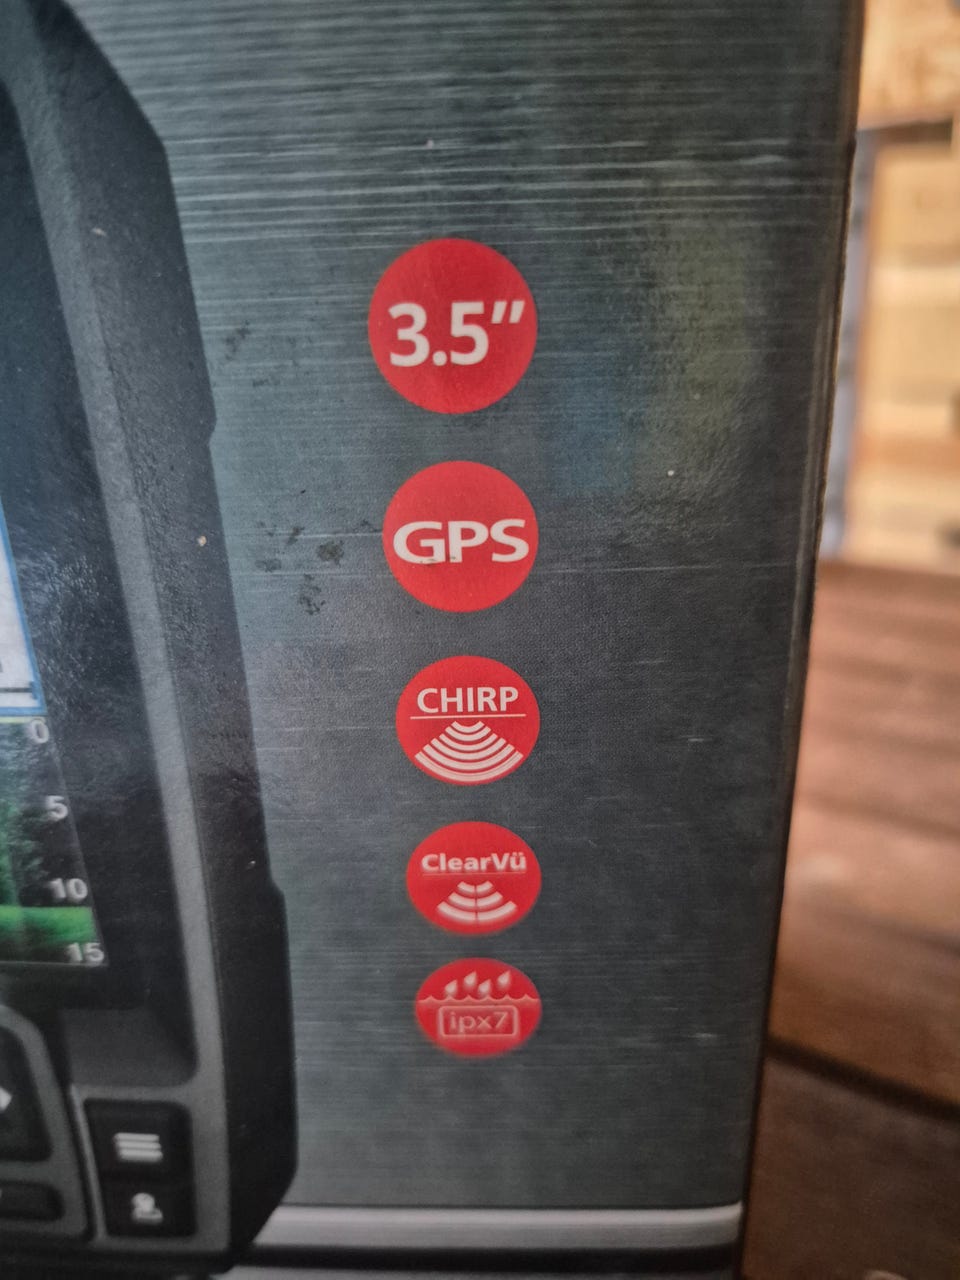 3.5"
GPS
CHIRP
ClearVü
ipx7
0
5
10
15